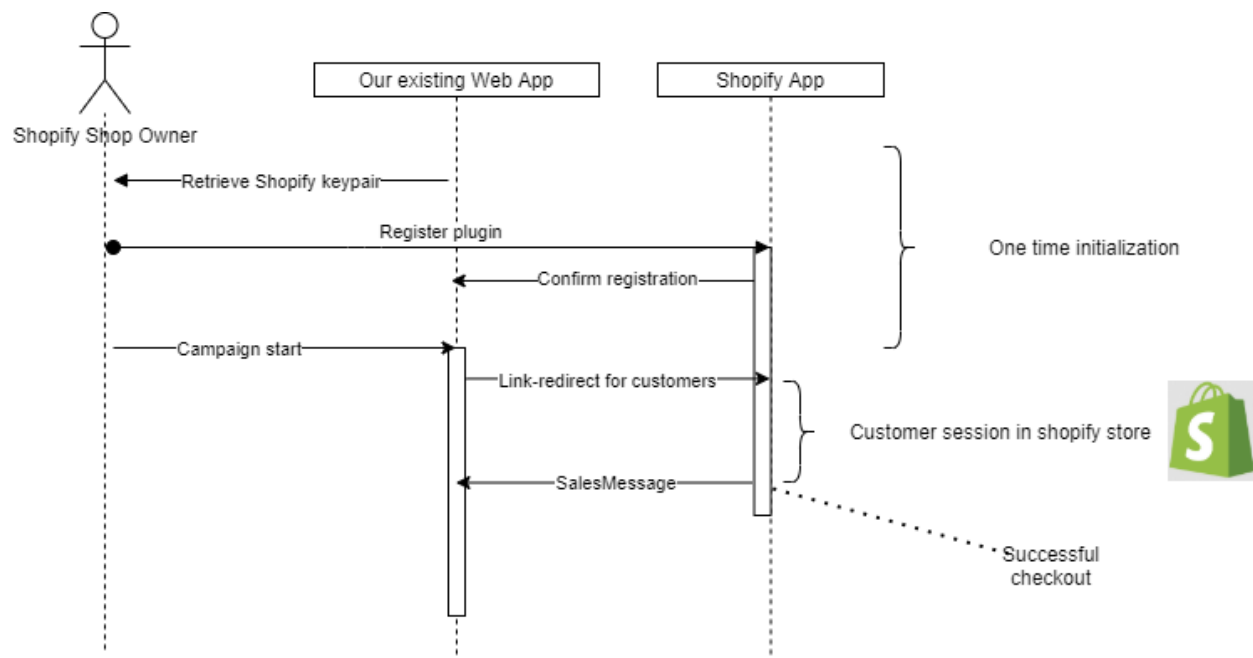 Our existing Web App
Shopify App
Shopify Shop Owner
Retrieve Shopify keypair
Register plugin
One time initialization
Confirm registration
Campaign start
Link-redirect for customers
Customer session in shopify store
S
SalesMessage
Successful
checkout